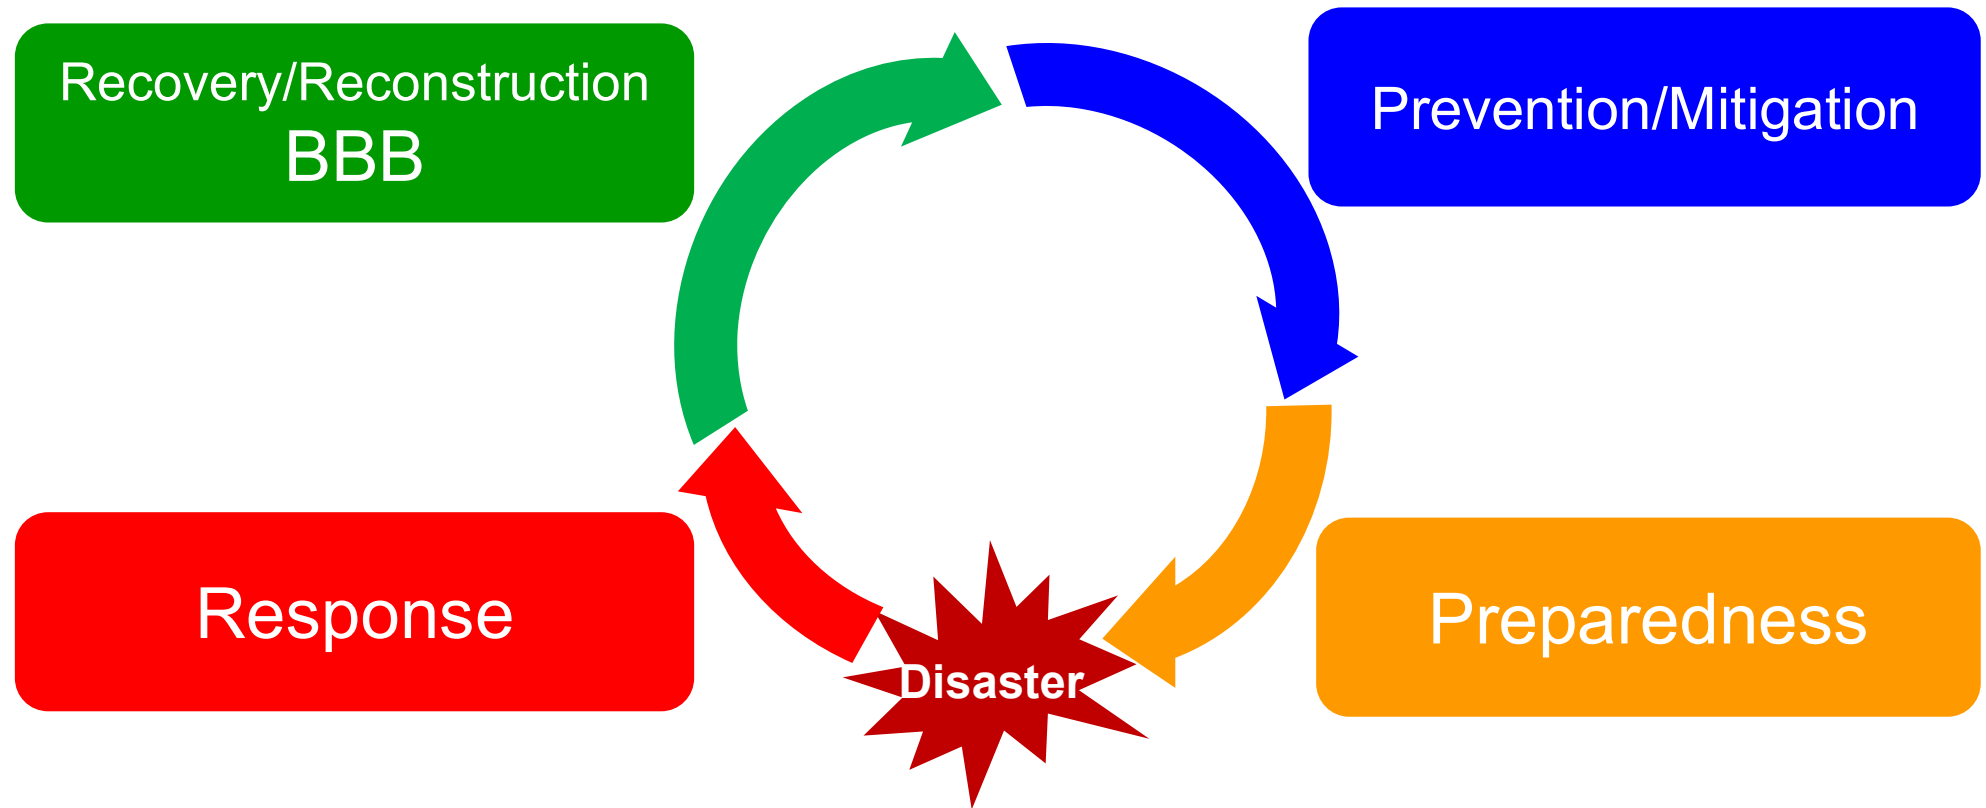 Recovery/Reconstruction
BBB
Prevention/Mitigation
Response
Disaster
Preparedness